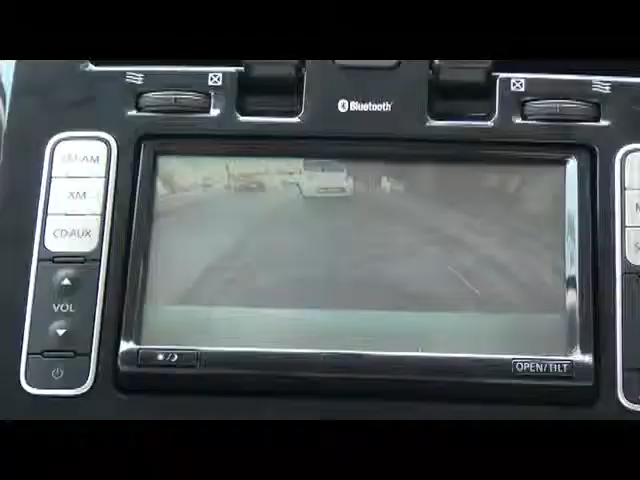 Bluetooth
FM·AM
XM
CD·AUX
VOL
OPEN/TILT